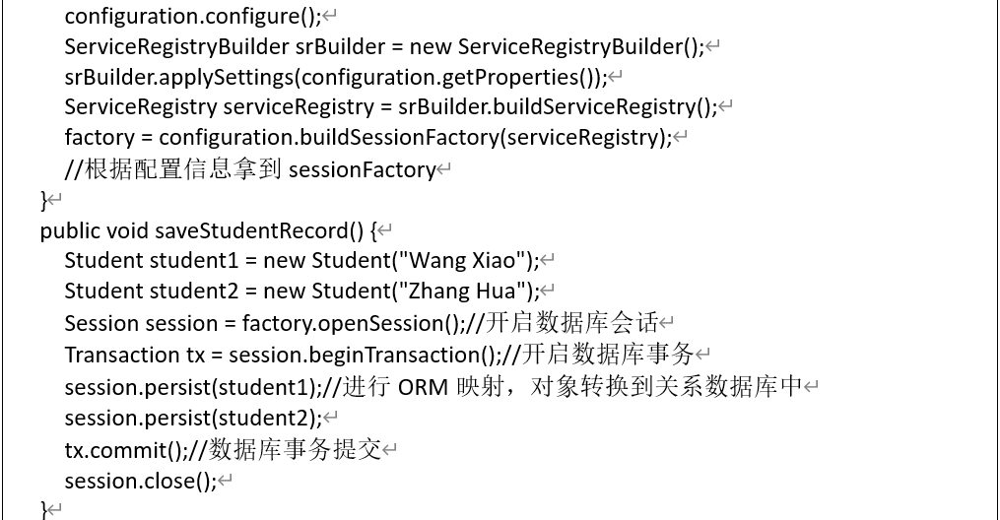 configuration.configure();↵
ServiceRegistryBuilder srBuilder = new ServiceRegistryBuilder();↵
srBuilder.applySettings(configuration.getProperties());↵
ServiceRegistry serviceRegistry = srBuilder.buildServiceRegistry();↵
factory = configuration.buildSessionFactory(serviceRegistry);↵
//根据配置信息拿到 sessionFactory↵
}↵
public void saveStudentRecord() {↵
Student student1 = new Student("Wang Xiao");↵
Student student2 = new Student("Zhang Hua");↵
Session session = factory.openSession();//开启数据库会话↵
Transaction tx = session.beginTransaction();//开启数据库事务↵
session.persist(student1);//进行 ORM 映射，对象转换到关系数据库中↵
session.persist(student2);↵
tx.commit();//数据库事务提交↵
session.close();↵
}↵